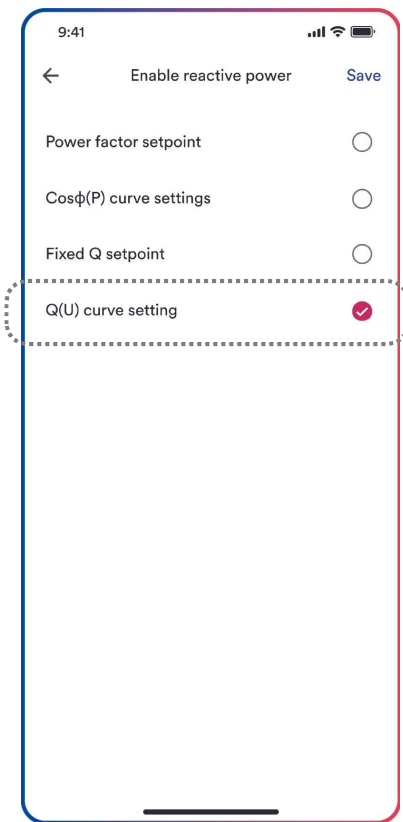 9:41
Enable reactive power Save
Power factor setpoint
Cosϕ(P) curve settings
Fixed Q setpoint
Q(U) curve setting